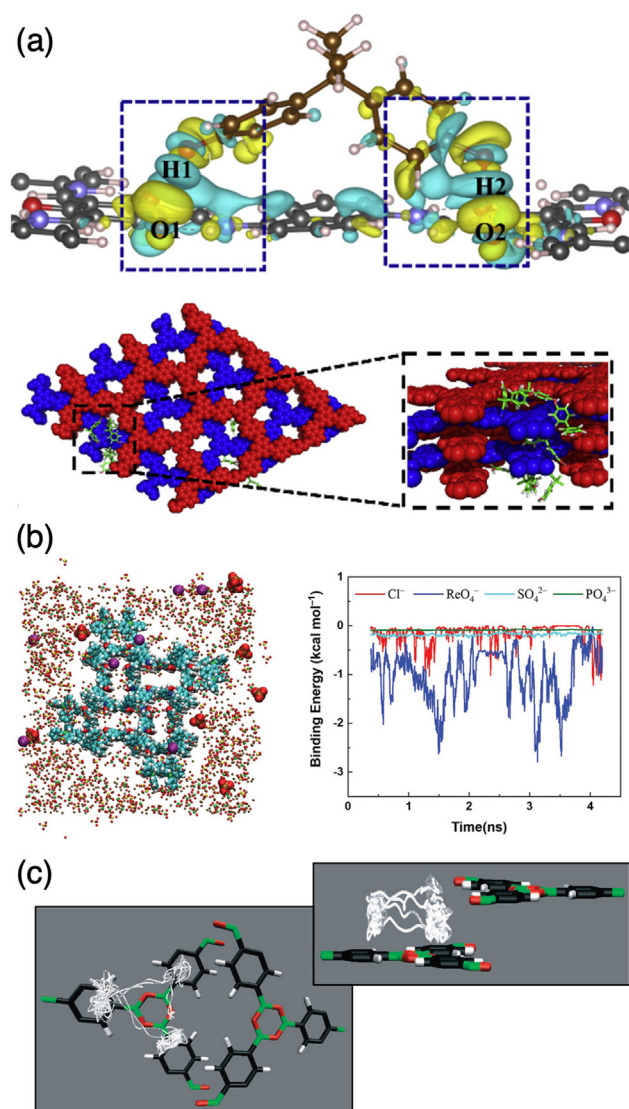 (a)
H1
H2
O1
O2
(b)
Cl⁻ ReO₄⁻ SO₄²⁻ PO₄³⁻
1
0
-1
-2
-3
Binding Energy (kcal mol⁻¹)
0 1 2 3 4
Time(ns)
(c)